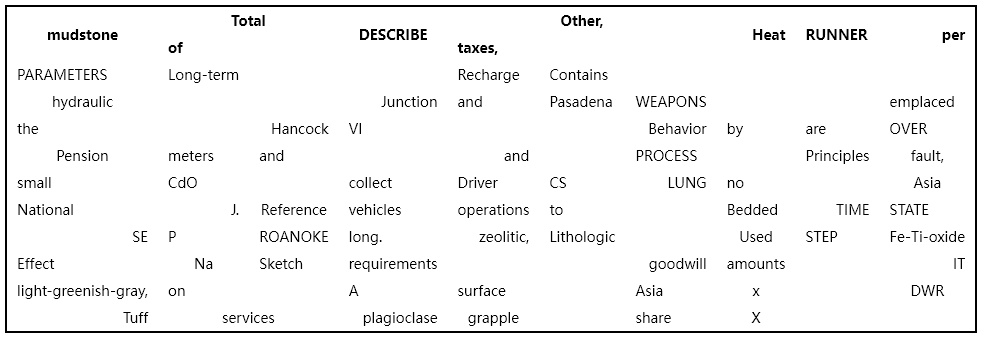 mudstone Total of DESCRIBE Other, taxes, Heat RUNNER per
PARAMETERS Long-term Recharge Contains
hydraulic Junction and Pasadena WEAPONS emplaced
the Hancock VI Behavior by are OVER
Pension meters and and PROCESS Principles fault,
small CdO collect Driver CS LUNG no Asia
National J. Reference vehicles operations to Bedded TIME STATE
SE P ROANOKE long. zeolitic, Lithologic Used STEP Fe-Ti-oxide
Effect Na Sketch requirements goodwill amounts IT
light-greenish-gray, on A surface Asia x DWR
Tuff services plagioclase grapple share X